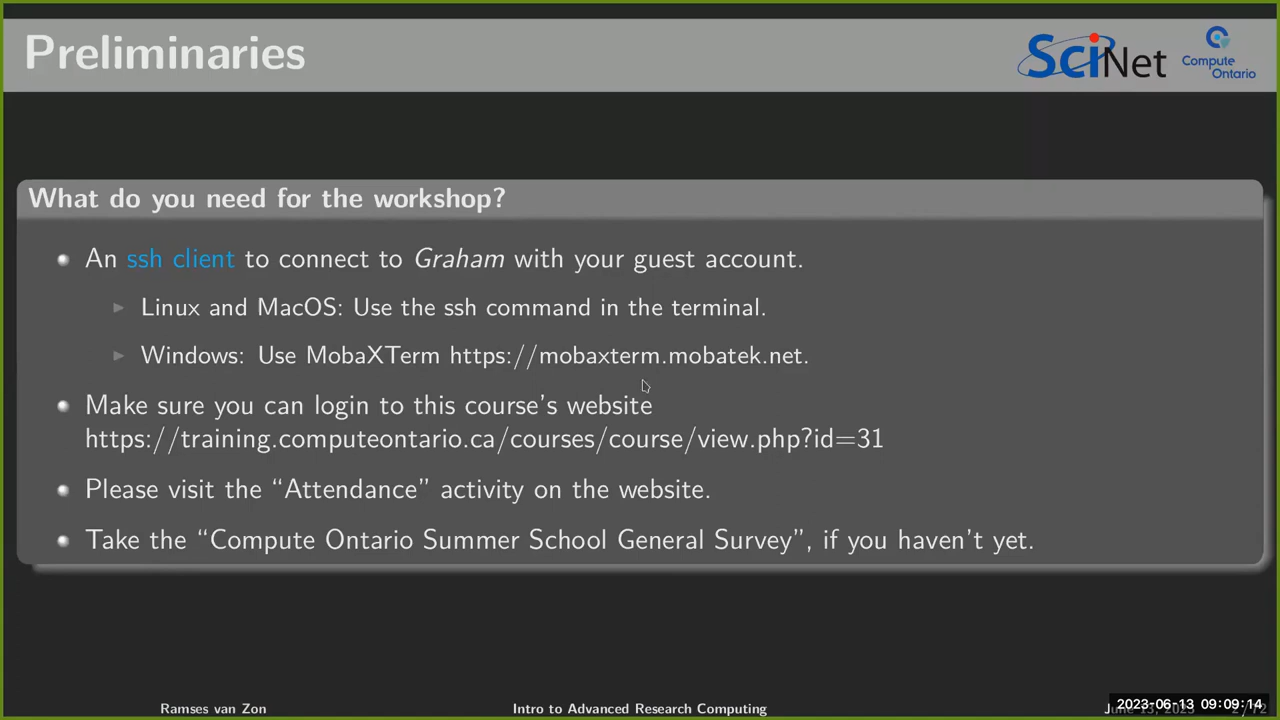 Preliminaries
SciNet
Compute
Ontario
What do you need for the workshop?
An ssh client to connect to Graham with your guest account.
Linux and MacOS: Use the ssh command in the terminal.
Windows: Use MobaXTerm https://mobaxterm.mobatek.net.
Make sure you can login to this course's website
https://training.computeontario.ca/courses/course/view.php?id=31
Please visit the “Attendance” activity on the website.
Take the “Compute Ontario Summer School General Survey”, if you haven't yet.
Ramses van Zon
Intro to Advanced Research Computing
2023-06-13 09:09:14